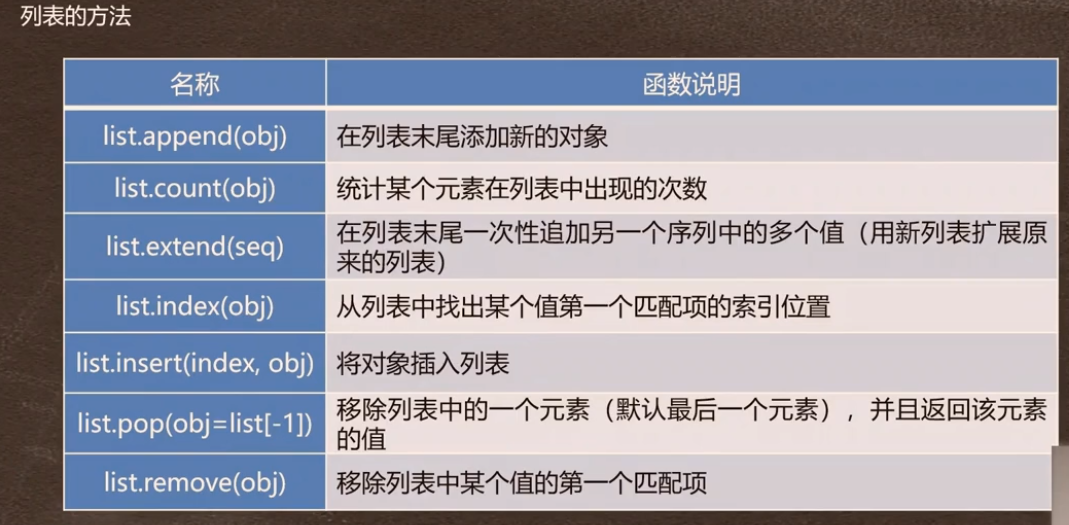 列表的方法
名称 函数说明
list.append(obj) 在列表末尾添加新的对象
list.count(obj) 统计某个元素在列表中出现的次数
list.extend(seq) 在列表末尾一次性追加另一个序列中的多个值（用新列表扩展原
来的列表）
list.index(obj) 从列表中找出某个值第一个匹配项的索引位置
list.insert(index, obj) 将对象插入列表
list.pop(obj=list[-1]) 移除列表中的一个元素（默认最后一个元素），并且返回该元素
的值
list.remove(obj) 移除列表中某个值的第一个匹配项